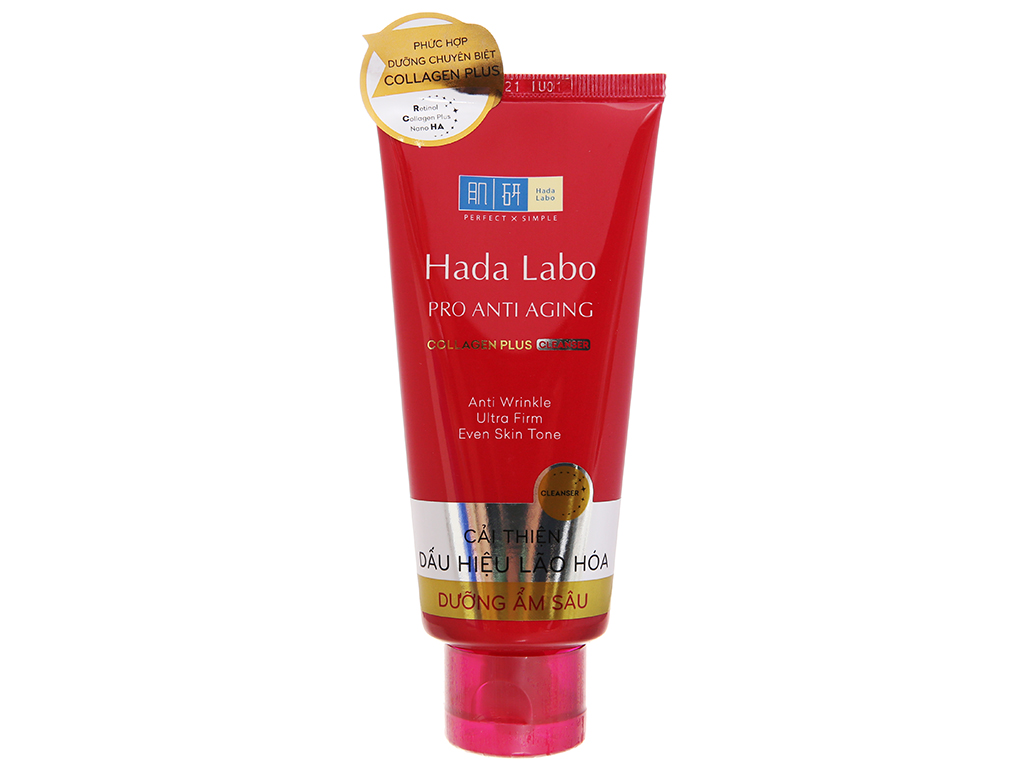 PHỨC HỢP
DƯỠNG CHUYÊN BIỆT
COLLAGEN PLUS
Retinol
Collagen Plus
Nano HA
肌研
Hada
Labo
PERFECT X SIMPLE
Hada Labo
PRO ANTI AGING
COLLAGEN PLUS CLEANSER
Anti Wrinkle
Ultra Firm
Even Skin Tone
CLEANSER
CẢI THIỆN
DẤU HIỆU LÃO HÓA
DƯỠNG ẨM SÂU